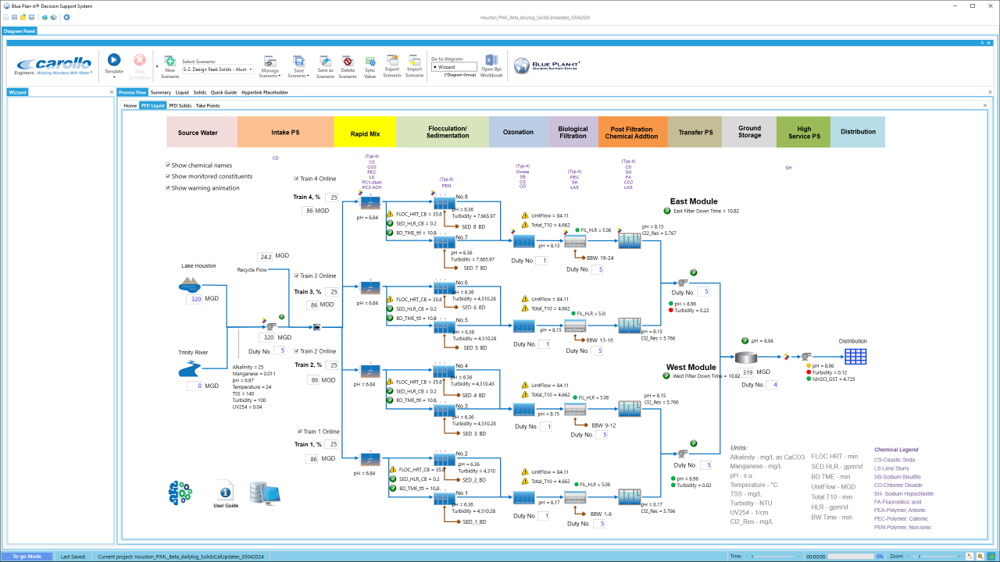 Blue Plan-it® Decision Support System
Houston_PIML_Beta_dailylog_SolidsCalUpdates_03042024
Diagram Panel
carollo
Engineers...Working Wonders With Water®
Simulate
Stop Simulation
New Scenario
Select Scenario:
S-2. Design Peak Solids - Alum
Manage Scenario
Save Scenario
Save as Scenario
Delete Scenario
Sync Value
Export Scenario
Import Scenario
Go to diagram:
Wizzard
(*Diagram Group)
Open Bpi Workbook
BLUE PLAN-IT®
DECISION SUPPORT SYSTEM
Wizzard
Process Flow Summary Liquid Solids Quick Guide Hyperlink Placeholder
Home PFD Liquid PFD Solids Take Points
Source Water
Intake PS
Rapid Mix
Flocculation/
Sedimentation
Ozonation
Biological
Filtration
Post Filtration
Chemical Addtion
Transfer PS
Ground
Storage
High
Service PS
Distribution
Show chemical names
Show monitored constituents
Show warning animation
CD
(Typ-4)
CS
CO2
PEC
LS
PC1-Alum
PC2-ACH
(Typ-8)
PEN
(Typ-4)
Ozone
SB
CS
CD
(Typ-4)
PEC
SH
LAS
(Typ-4)
CS
SH
FA
CO2
LAS
SH
Train 4 Online
Train 4, % 25
86 MGD
pH = 6.84
FLOC_HRT_CB = 35.8
SED_HLR_CB = 0.2
BD_TME_ttl = 10.8
No.8
pH = 6.36
Turbidity = 7,665.97
SED 8 BD
No.7
pH = 6.36
Turbidity = 7,665.97
SED 7 BD
UnitFlow = 84.11
Total_T10 = 4.662
pH = 8.15
Duty No. 1
FIL_HLR = 5.08
BBW 19-24
Duty No. 5
pH = 8.15
Cl2_Res = 5.767
East Module
East Filter Down Time = 10.82
24.2 MGD
Recycle Flow
Lake Houston
320 MGD
Train 3 Online
Train 3, % 25
86 MGD
pH = 6.84
FLOC_HRT_CB = 35.8
SED_HLR_CB = 0.2
BD_TME_ttl = 10.8
No.6
pH = 6.36
Turbidity = 4,310.28
SED 6 BD
No.5
pH = 6.36
Turbidity = 4,310.28
SED 5 BD
UnitFlow = 84.11
Total_T10 = 4.662
pH = 8.15
Duty No. 1
FIL_HLR = 5.0
BBW 13-18
Duty No. 5
pH = 8.15
Cl2_Res = 5.766
Duty No. 5
pH = 8.96
Turbidity = 0.22
320 MGD
Duty No. 5
Trinity River
0 MGD
Alkalinity = 25
Manganese = 0.011
pH = 6.87
Temperature = 24
TSS = 140
Turbidity = 100
UV254 = 0.04
Train 2 Online
Train 2, % 25
86 MGD
pH = 6.84
FLOC_HRT_CB = 35.8
SED_HLR_CB = 0.2
BD_TME_ttl = 10.8
No.4
pH = 6.36
Turbidity = 4,310.43
SED 4 BD
No.3
pH = 6.36
Turbidity = 4,310.28
SED 3 BD
UnitFlow = 84.11
Total_T10 = 4.662
pH = 8.15
Duty No. 1
FIL_HLR = 5.08
BBW 9-12
Duty No. 5
pH = 8.15
Cl2_Res = 5.766
West Module
West Filter Down Time = 10.82
pH = 8.96
319 MGD
Duty No. 4
Distribution
pH = 8.96
Turbidity = 0.12
NH2Cl_GST = 4.725
Train 1 Online
Train 1, % 25
86 MGD
pH = 6.84
FLOC_HRT_CB = 35.8
SED_HLR_CB = 0.2
BD_TME_ttl = 10.8
No.2
pH = 6.36
Turbidity = 4,310
SED_2_BD
No.1
pH = 6.36
Turbidity = 4,310.28
SED_1_BD
UnitFlow = 84.11
Total_T10 = 4.662
pH = 8.17
Duty No. 1
FIL_HLR = 5.08
BBW 1-6
Duty No. 5
pH = 8.17
Cl2_Res = 5.766
Duty No. 5
pH = 8.96
Turbidity = 0.02
User Guide
Units:
Alkalinity - mg/L as CaCO3
Manganese - mg/L
pH - s.u.
Temperature - °C
TSS - mg/L
Turbidity - NTU
UV254 - 1/cm
Cl2_Res - mg/L
FLOC HRT - min
SED HLR - gpm/sf
BD TME - min
UnitFlow - MGD
Total T10 - min
HLR - gpm/sf
BW Time - min
Chemical Legend
CS-Caustic Soda
LS-Lime Slurry
SB-Sodium Bisulfite
CD-Chlorine Dioxide
SH- Sodium Hypochlorite
FA-Fluorosilicic acid
PEA-Polymer, Anionic
PEC-Polymer, Cationic
PEN-Polymer, Non-ionic
To-go Mode Last Saved: Current project: Houston_PIML_Beta_dailylog_SolidsCalUpdates_03042024 Time: 00:00:00 0% Zoom: